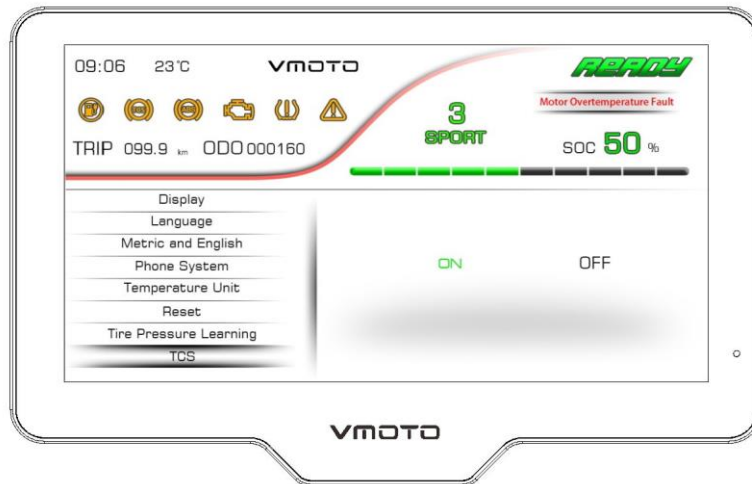 09:06 23℃ VMOTO READY
Motor Overtemperature Fault
3
SPORT
TRIP 099.9 km ODO 000160
SOC 50 %
Display
Language
Metric and English
Phone System
ON OFF
Temperature Unit
Reset
Tire Pressure Learning
TCS
VMOTO